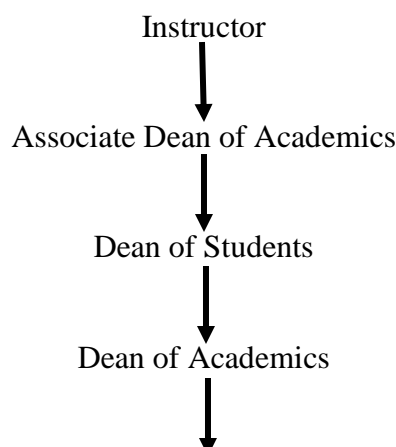 Instructor
Associate Dean of Academics
Dean of Students
Dean of Academics